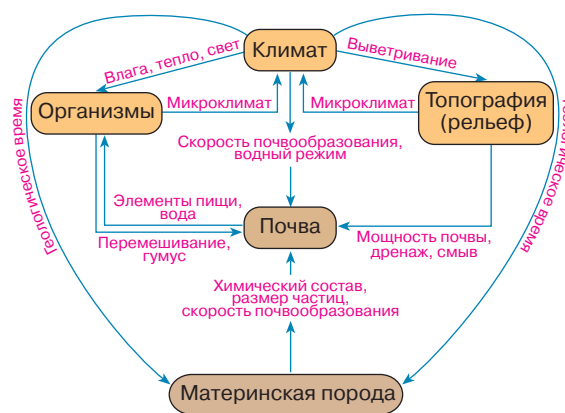 Климат
Влага, тепло, свет
Выветривание
Организмы
Микроклимат
Микроклимат
Топография
(рельеф)
Геологическое время
Геологическое время
Скорость почвообразования,
водный режим
Элементы пищи,
вода
Почва
Перемешивание,
гумус
Мощность почвы,
дренаж, смыв
Химический состав,
размер частиц,
скорость почвообразования
Материнская порода